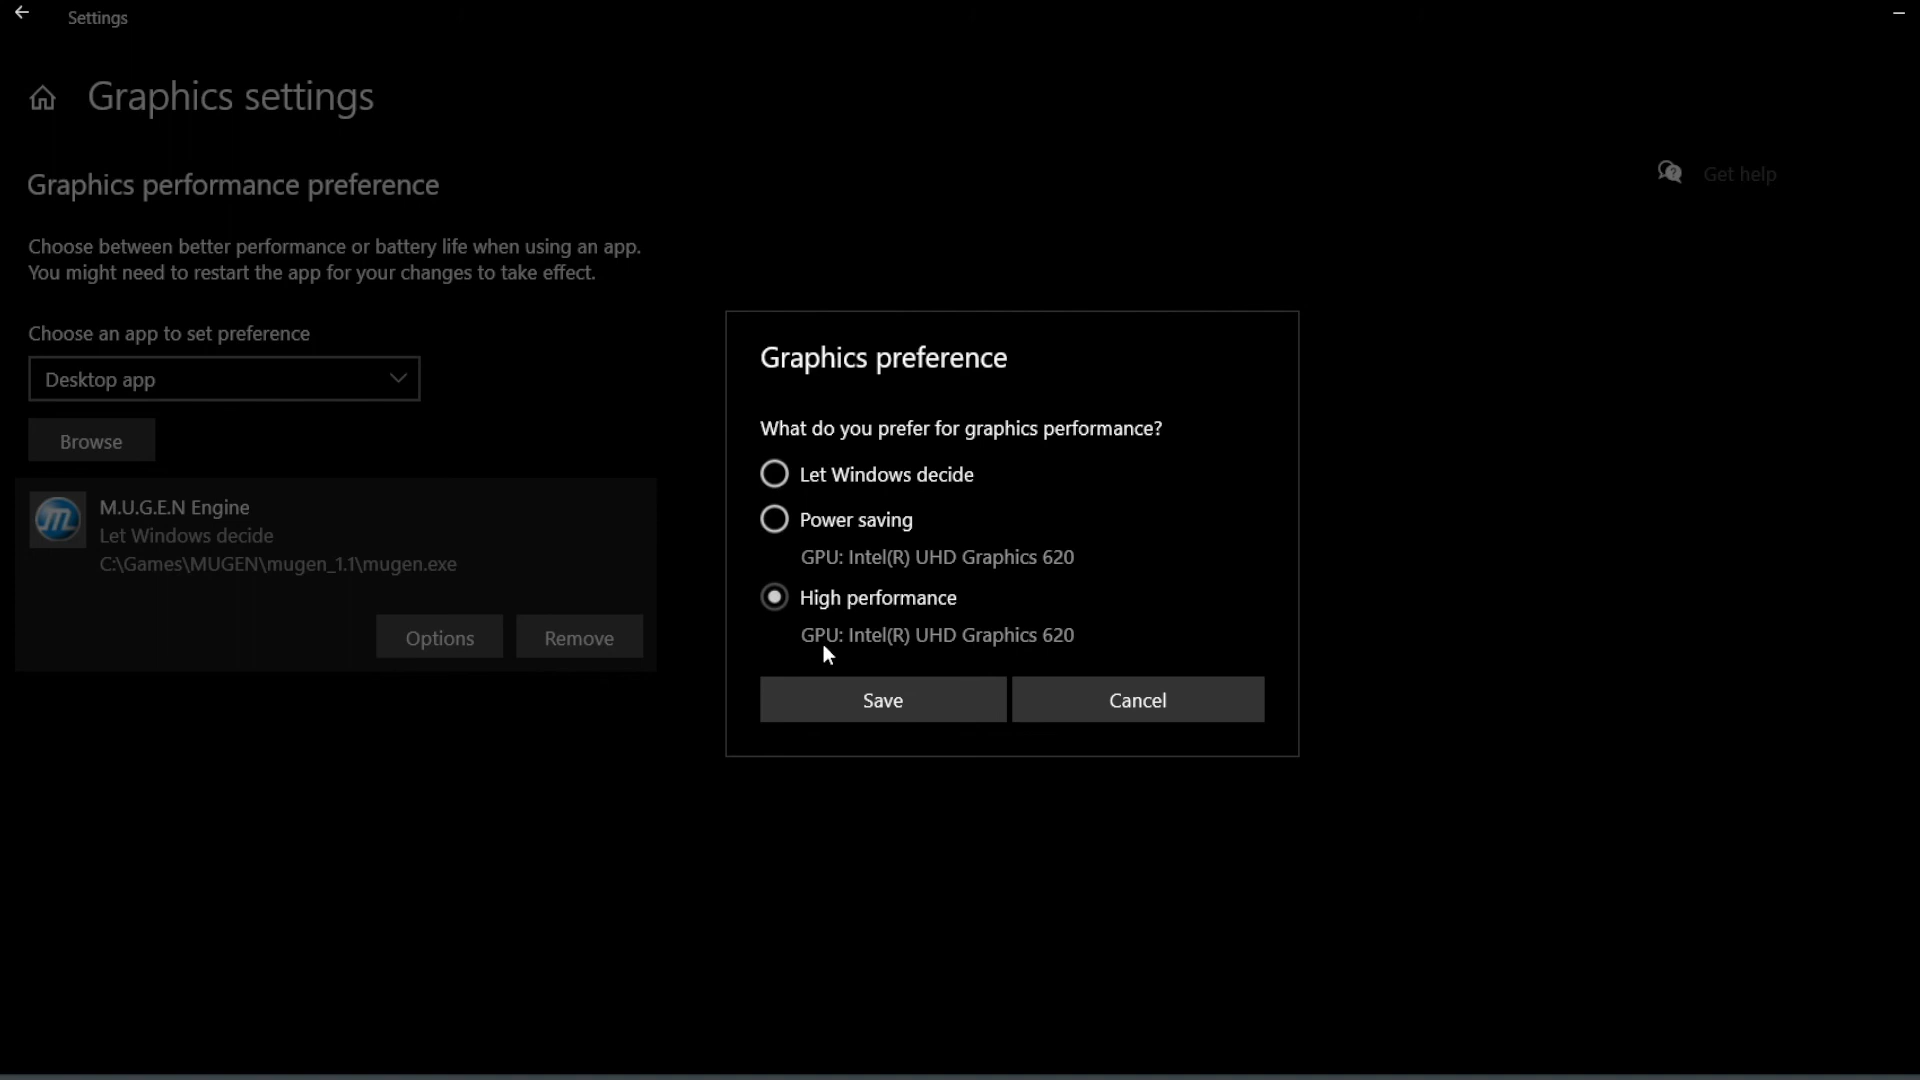 Settings
Graphics settings
Graphics performance preference
Choose between better performance or battery life when using an app.
You might need to restart the app for your changes to take effect.
Choose an app to set preference
Desktop app
Browse
M.U.G.E.N Engine
Let Windows decide
C:\Games\MUGEN\mugen_1.1\mugen.exe
Options
Remove
Get help
Graphics preference
What do you prefer for graphics performance?
Let Windows decide
Power saving
GPU: Intel(R) UHD Graphics 620
High performance
GPU: Intel(R) UHD Graphics 620
Save
Cancel